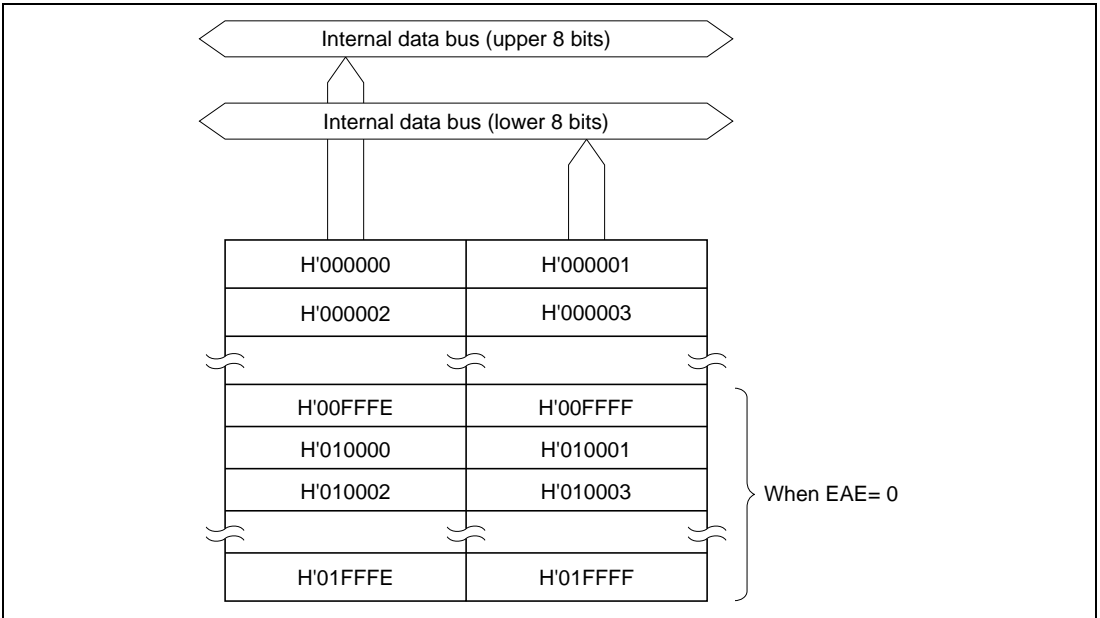 Internal data bus (upper 8 bits)
Internal data bus (lower 8 bits)
H'000000 H'000001
H'000002 H'000003
H'00FFFE H'00FFFF
H'010000 H'010001
H'010002 H'010003
When EAE= 0
H'01FFFE H'01FFFF